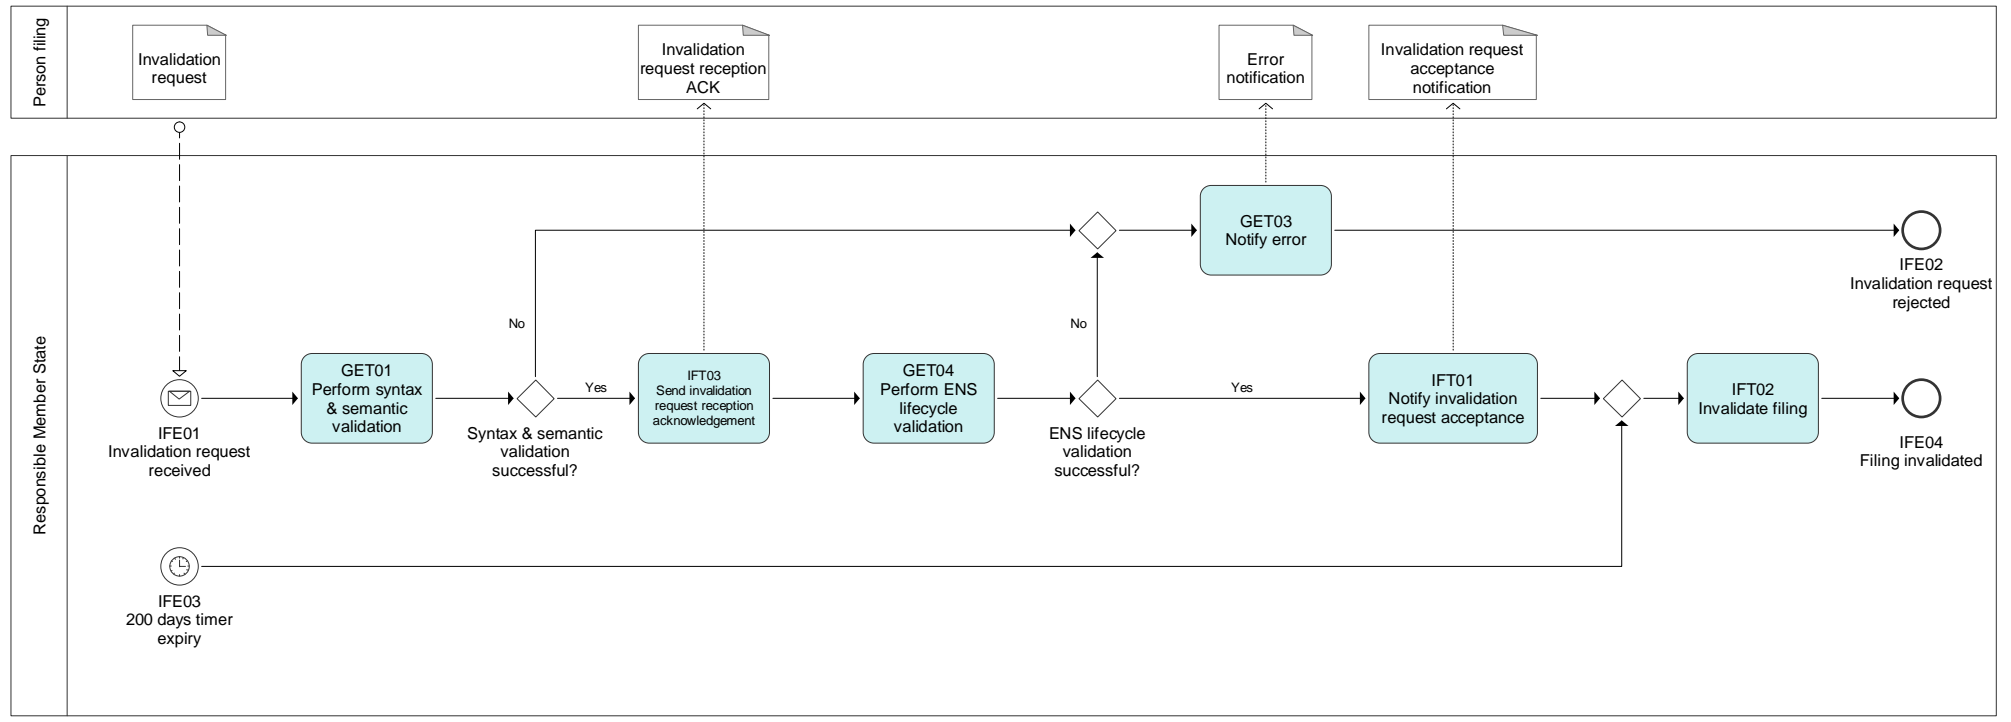 Person filing
Invalidation
request
Invalidation
request reception
ACK
Error
notification
Invalidation request
acceptance
notification
Responsible Member State
GET03
Notify error
IFE02
Invalidation request
rejected
No
No
IFE01
Invalidation request
received
GET01
Perform syntax
& semantic
validation
Syntax & semantic
validation
successful?
Yes
IFT03
Send invalidation
request reception
acknowledgement
GET04
Perform ENS
lifecycle
validation
ENS lifecycle
validation
successful?
Yes
IFT01
Notify invalidation
request acceptance
IFT02
Invalidate filing
IFE04
Filing invalidated
IFE03
200 days timer
expiry